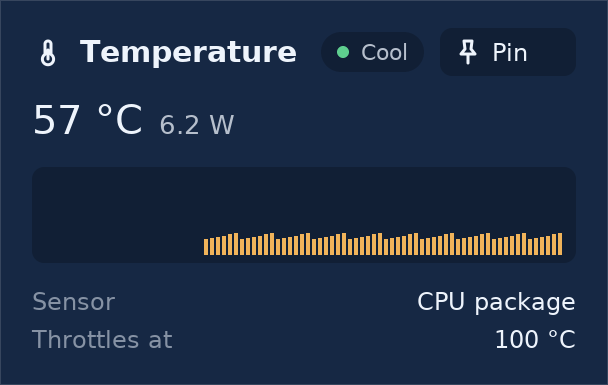 Temperature Cool Pin
57 °C 6.2 W
Sensor CPU package
Throttles at 100 °C